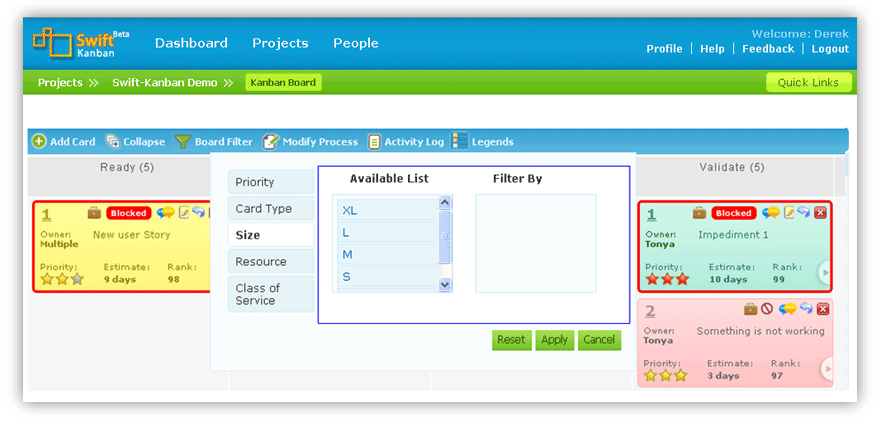 Swift Beta
Kanban
Dashboard Projects People
Welcome: Derek
Profile | Help | Feedback | Logout
Projects >> Swift-Kanban Demo >> Kanban Board
Quick Links
Add Card Collapse Board Filter Modify Process Activity Log Legends
Ready (5)
Validate (5)
1 Blocked
Owner: New user Story
Multiple
Priority: Estimate: Rank:
9 days 98
Priority
Card Type
Size
Resource
Class of
Service
Available List Filter By
XL
L
M
S
Reset Apply Cancel
1 Blocked
Owner: Impediment 1
Tonya
Priority: Estimate: Rank:
10 days 99
2
Owner: Something is not working
Tonya
Priority: Estimate: Rank:
3 days 97